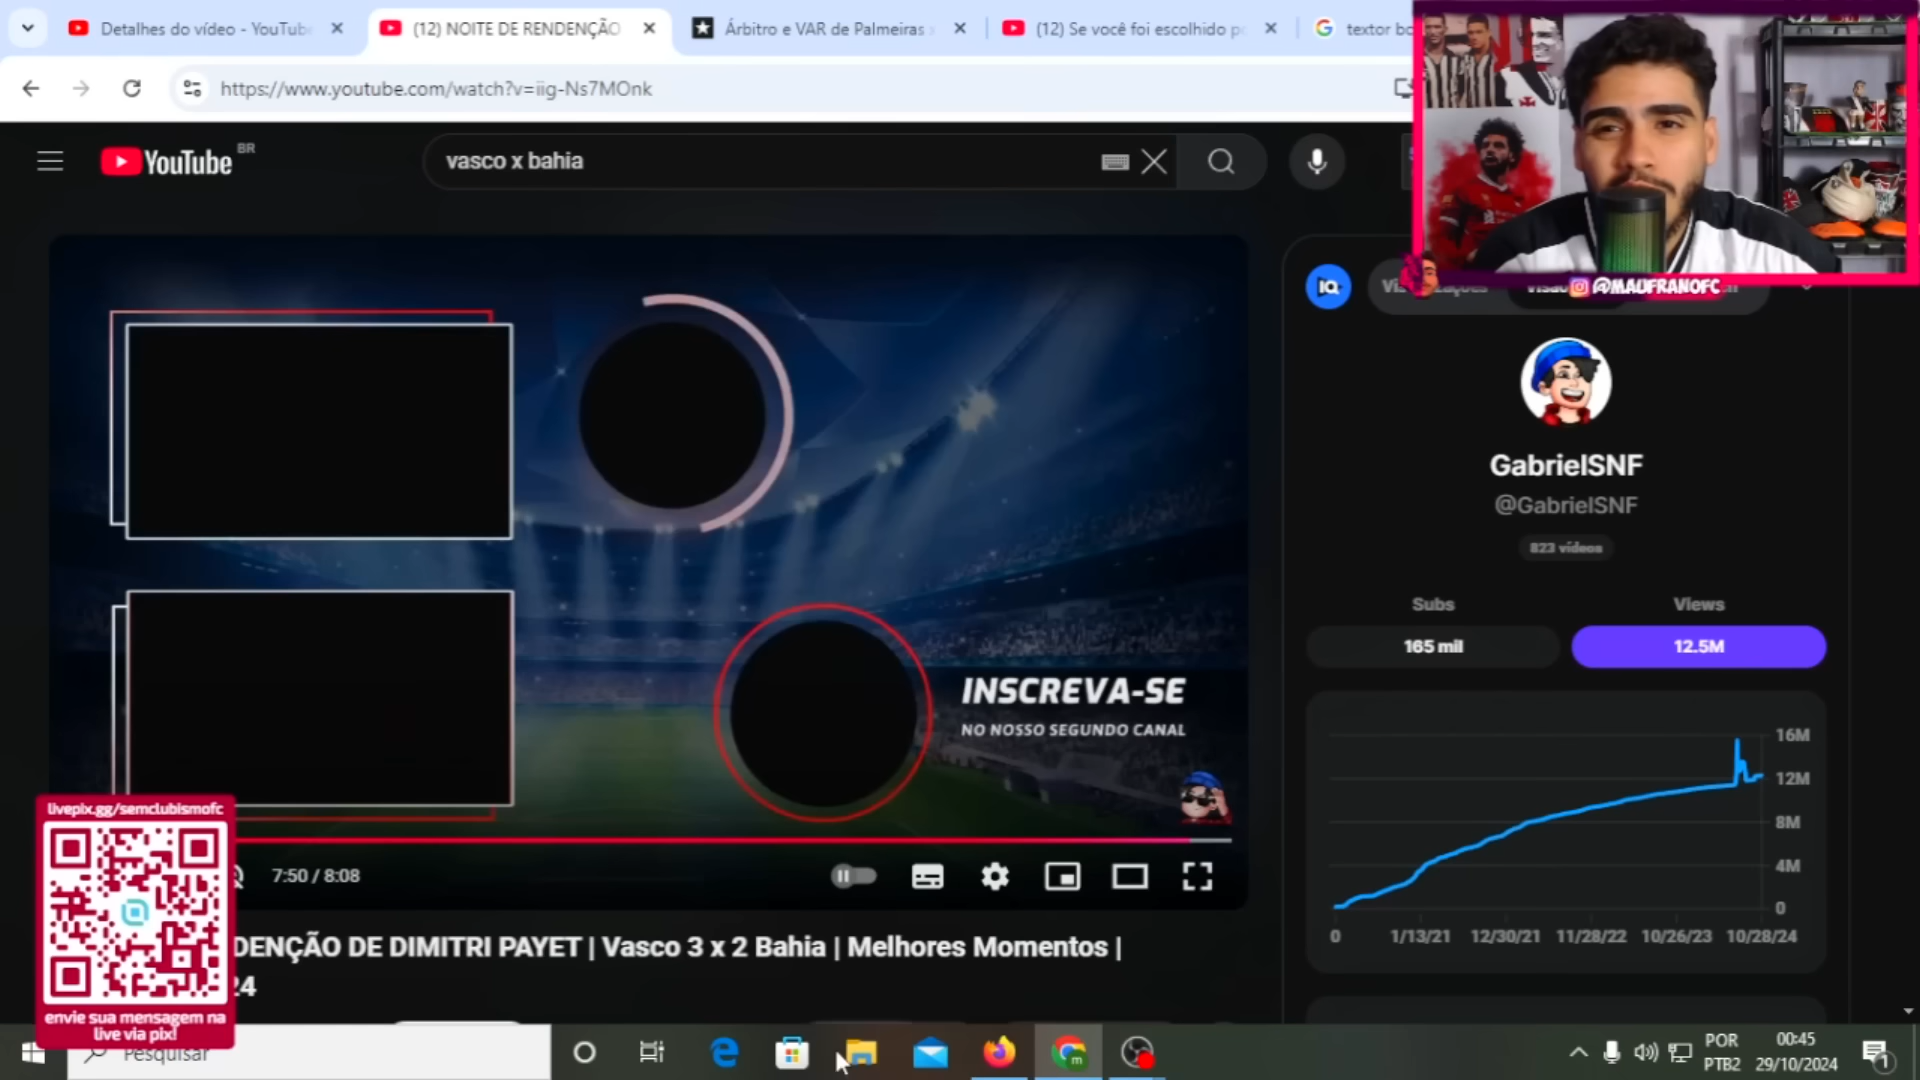 Detalhes do vídeo - YouTube
(12) NOITE DE RENDENÇÃO
Árbitro e VAR de Palmeiras
(12) Se você foi escolhido
textor
https://www.youtube.com/watch?v=iig-Ns7MOnk
YouTube BR
vasco x bahia
@MAUFRANOFC
IQ
GabrielSNF
@GabrielSNF
823 vídeos
Subs Views
165 mil 12.5M
INSCREVA-SE
NO NOSSO SEGUNDO CANAL
16M
12M
8M
4M
0
0 1/13/21 12/30/21 11/28/22 10/26/23 10/28/24
7:50 / 8:08
livepix.gg/semclubismofc
envie sua mensagem na
live via pix!
DENÇÃO DE DIMITRI PAYET | Vasco 3 x 2 Bahia | Melhores Momentos |
24
Pesquisar
POR
PTB2
00:45
29/10/2024
1